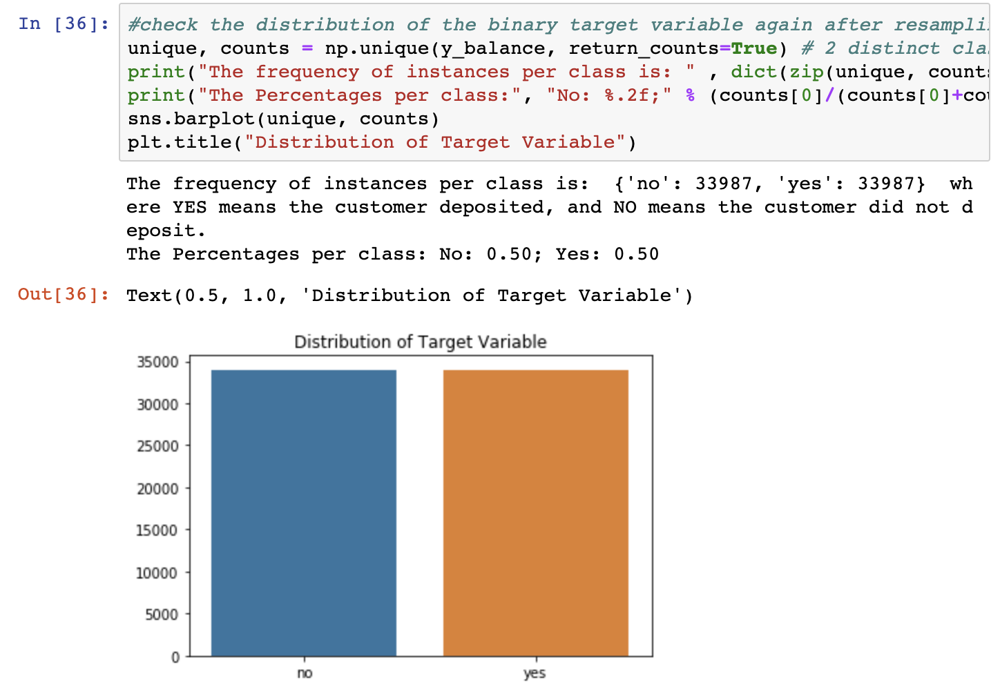 In [36]: #check the distribution of the binary target variable again after
unique, counts = np.unique(y_balance, return_counts=True) # 2 distinct
print("The frequency of instances per class is: " , dict(zip(unique, counts
print("The Percentages per class:", "No: %.2f;" % (counts[0]/(counts[0]+
sns.barplot(unique, counts)
plt.title("Distribution of Target Variable")
The frequency of instances per class is:  {'no': 33987, 'yes': 33987}  wh
ere YES means the customer deposited, and NO means the customer did not d
eposit.
The Percentages per class: No: 0.50; Yes: 0.50
Out[36]: Text(0.5, 1.0, 'Distribution of Target Variable')
Distribution of Target Variable
35000
30000
25000
20000
15000
10000
5000
0
no yes